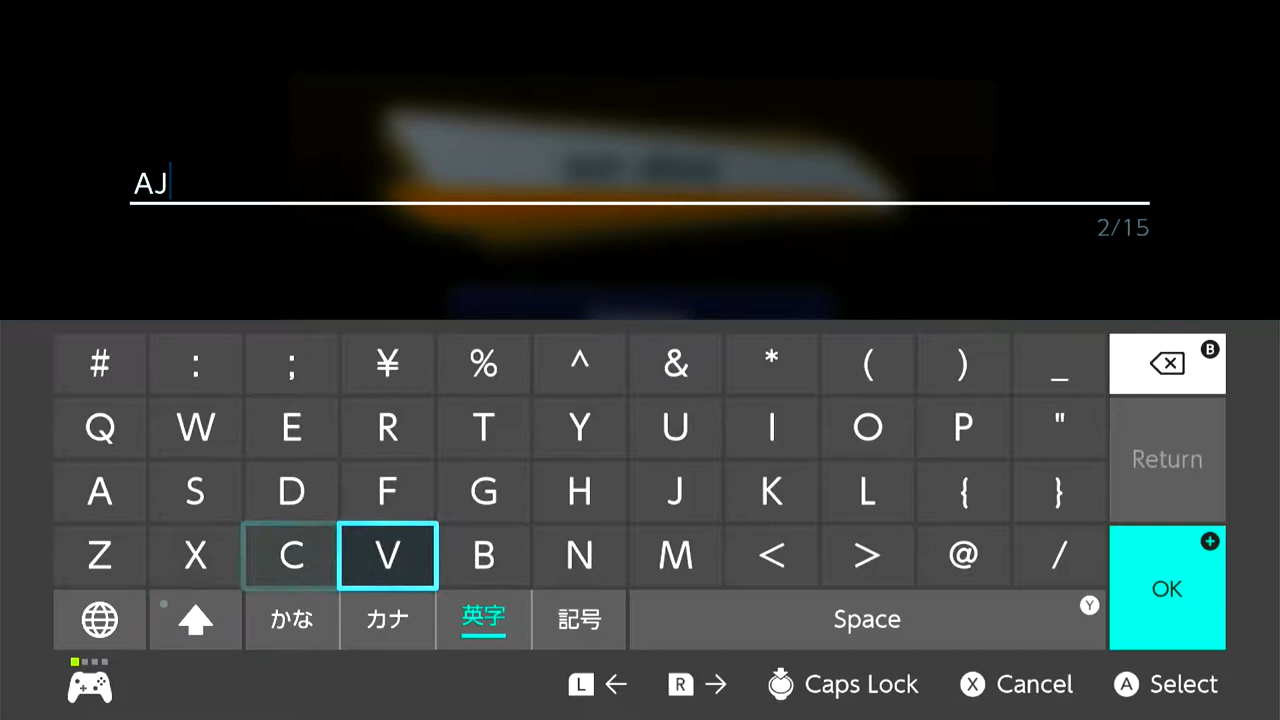 AJ
2/15
# : ; ¥ % ^ & * ( ) _ B
Q W E R T Y U I O P "
A S D F G H J K L { } Return
Z X C V B N M < > @ / + OK
かな カナ 英字 記号 Space Y
L ← R → Caps Lock X Cancel A Select